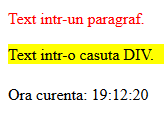 Text intr-un paragraf.
Text intr-o casuta DIV.
Ora curenta: 19:12:20